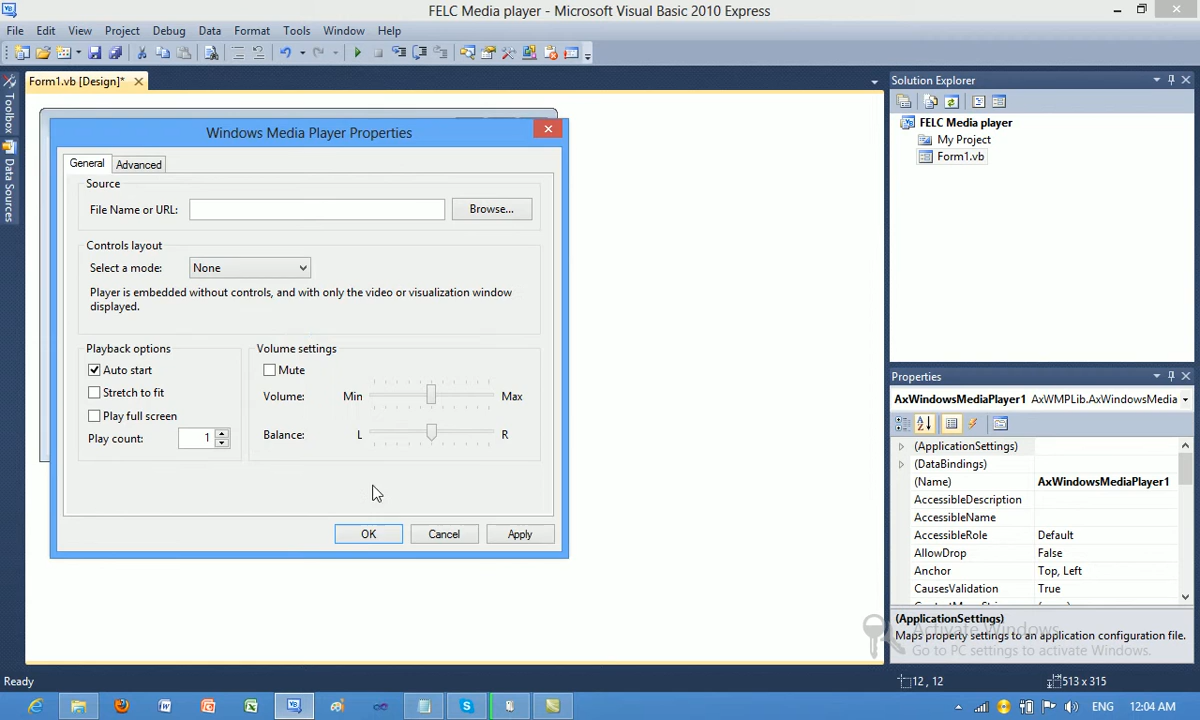 FELC Media player - Microsoft Visual Basic 2010 Express
File Edit View Project Debug Data Format Tools Window Help
Form1.vb [Design]*
Toolbox
Data Sources
Windows Media Player Properties
General Advanced
Source
File Name or URL: Browse...
Controls layout
Select a mode: None
Player is embedded without controls, and with only the video or visualization window
displayed.
Playback options
Auto start
Stretch to fit
Play full screen
Play count: 1
Volume settings
Mute
Volume: Min Max
Balance: L R
OK Cancel Apply
Solution Explorer
FELC Media player
My Project
Form1.vb
Properties
AxWindowsMediaPlayer1 AxWMPLib.AxWindowsMedia
(ApplicationSettings)
(DataBindings)
(Name) AxWindowsMediaPlayer1
AccessibleDescription
AccessibleName
AccessibleRole Default
AllowDrop False
Anchor Top, Left
CausesValidation True
(ApplicationSettings)
Maps property settings to an application configuration file.
Activate Windows
Go to PC settings to activate Windows.
Ready 12 , 12 513 x 315
ENG 12:04 AM